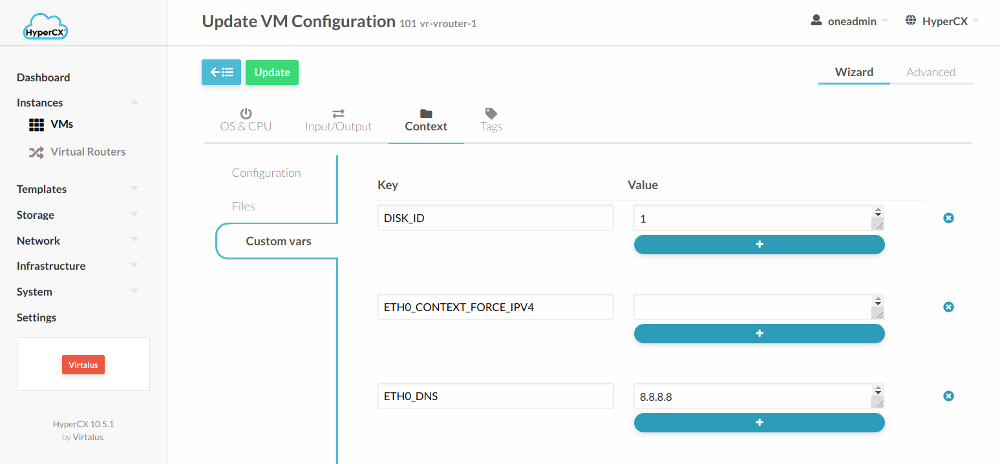 HyperCX
Update VM Configuration 101 vr-vrouter-1
oneadmin
HyperCX
Dashboard
Instances
VMs
Virtual Routers
Templates
Storage
Network
Infrastructure
System
Settings
Virtalus
HyperCX 10.5.1
by Virtalus.
Update
Wizard
Advanced
OS & CPU
Input/Output
Context
Tags
Configuration
Files
Custom vars
Key Value
DISK_ID 1
ETH0_CONTEXT_FORCE_IPV4
ETH0_DNS 8.8.8.8